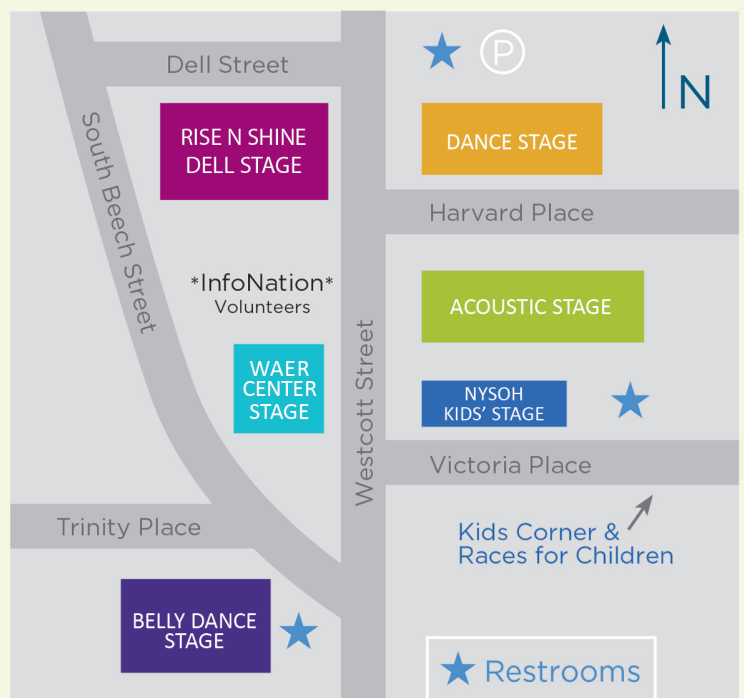 Dell Street
P
N
RISE N SHINE
DELL STAGE
DANCE STAGE
South Beech Street
Harvard Place
*InfoNation*
Volunteers
ACOUSTIC STAGE
WAER
CENTER
STAGE
Westcott Street
NYSOH
KIDS' STAGE
Victoria Place
Trinity Place
Kids Corner &
Races for Children
BELLY DANCE
STAGE
Restrooms